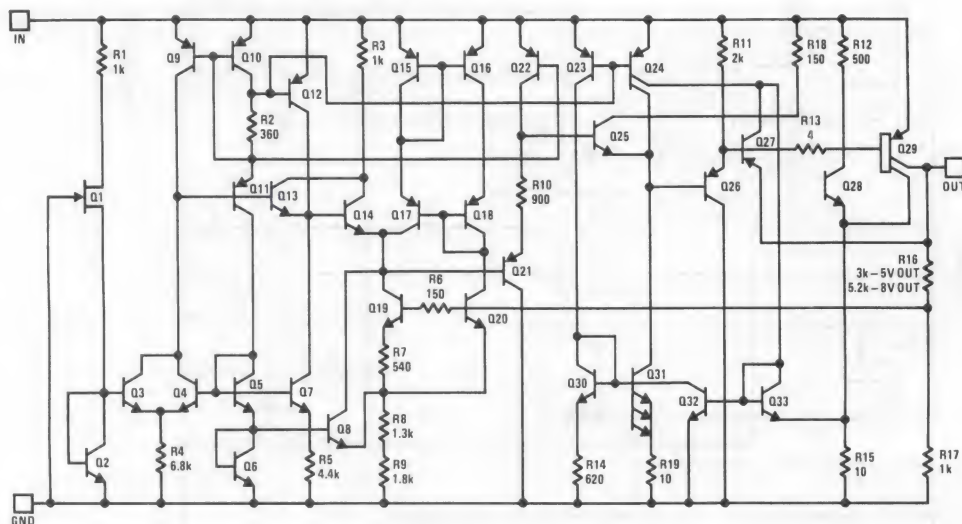 IN
R1
1k
Q9
Q10
Q12
R2
360
R3
1k
Q15
Q16
Q22
Q23
Q24
R11
2k
R18
150
R12
500
R13
4
Q25
Q27
Q29
Q1
Q11
Q13
Q14
Q17
Q18
R10
900
Q26
Q28
OUT
Q21
R16
3k–5V OUT
5.2k–8V OUT
R6
150
Q19
Q20
R7
540
Q3
Q4
Q5
Q7
Q8
R8
1.3k
Q30
Q31
Q32
Q33
Q2
R4
6.8k
Q6
R5
4.4k
R9
1.8k
R14
620
R19
10
R15
10
R17
1k
GND